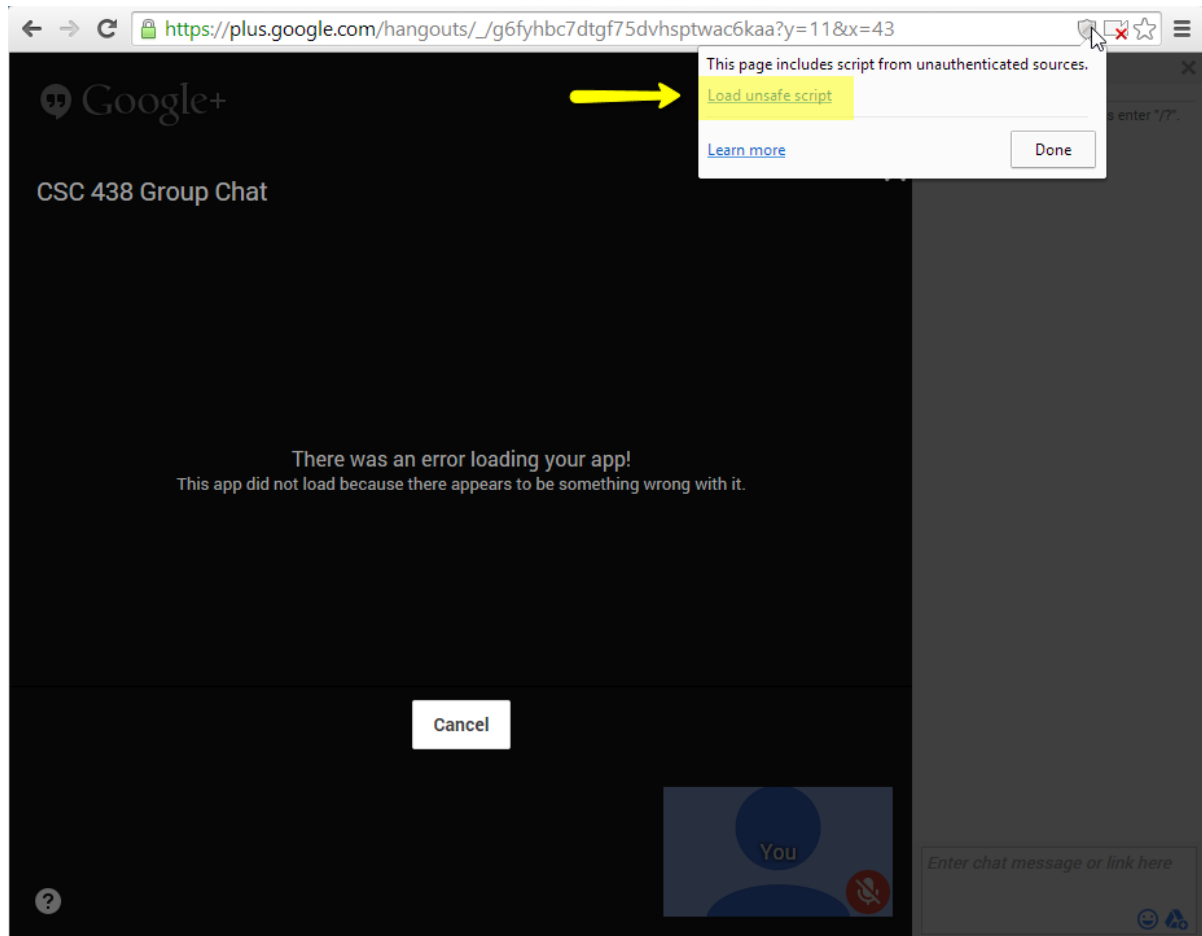 https://plus.google.com/hangouts/_/g6fyhbc7dtgf75dvhsptwac6kaa?y=11&x=43
This page includes script from unauthenticated sources.
Load unsafe script
Learn more
Done
s enter "/?".
Google+
CSC 438 Group Chat
There was an error loading your app!
This app did not load because there appears to be something wrong with it.
Cancel
You
Enter chat message or link here